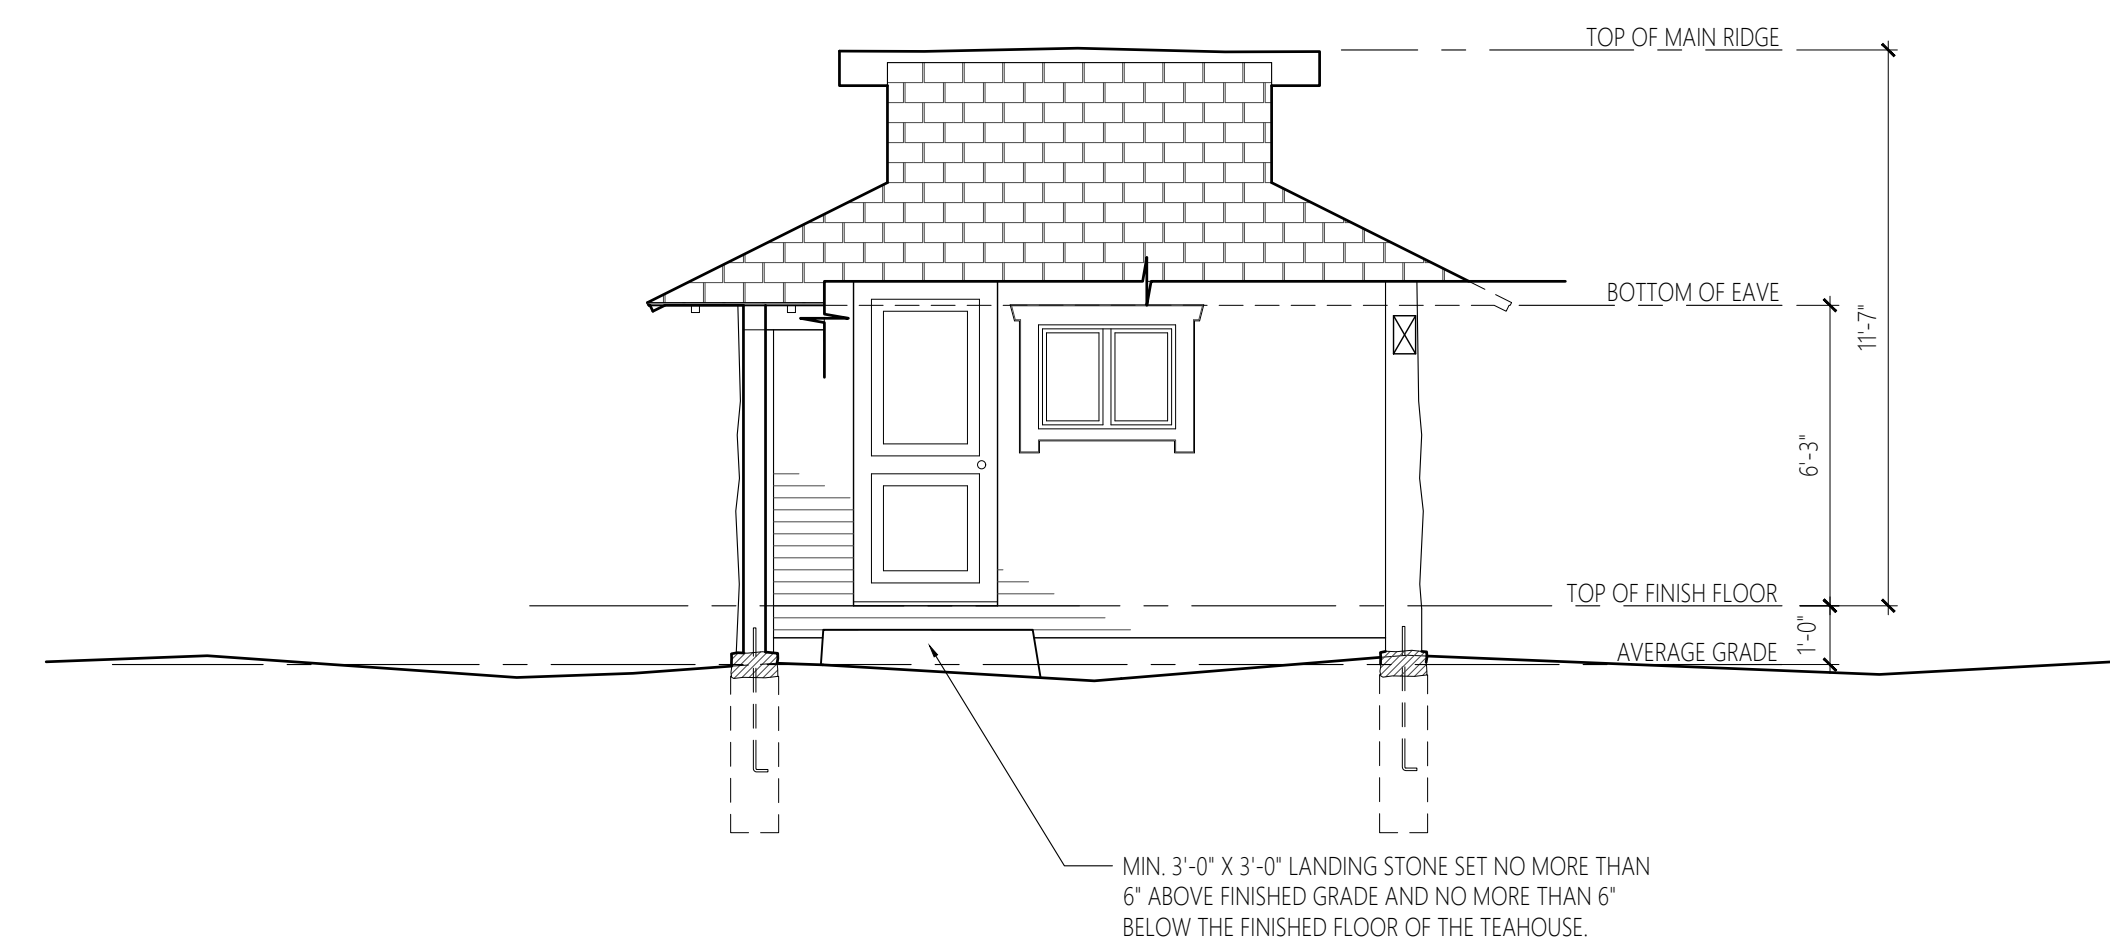 TOP OF MAIN RIDGE
BOTTOM OF EAVE
11'-7"
6'-3"
TOP OF FINISH FLOOR
1'-0"
AVERAGE GRADE
MIN. 3'-0" X 3'-0" LANDING STONE SET NO MORE THAN
6" ABOVE FINISHED GRADE AND NO MORE THAN 6"
BELOW THE FINISHED FLOOR OF THE TEAHOUSE.